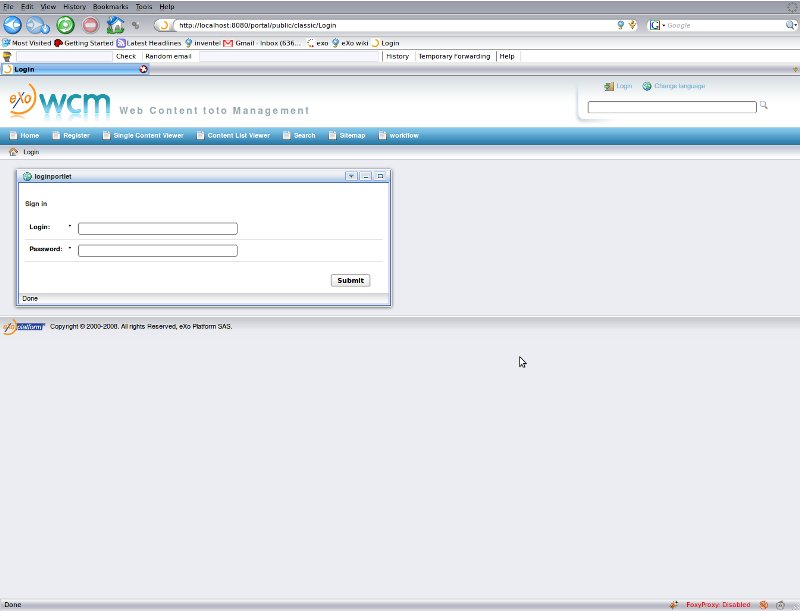 File Edit View History Bookmarks Tools Help
http://localhost:8080/portal/public/classic/Login
Google
Most Visited Getting Started Latest Headlines inventel Gmail - Inbox (636... exo eXo wiki Login
Check Random email History Temporary Forwarding Help
Login
eXo wcm Web Content toto Management
Login Change language
Home Register Single Content Viewer Content List Viewer Search Sitemap workflow
Login
loginportlet
Sign in
Login: *
Password: *
Submit
Done
eXo platform Copyright © 2000-2008. All rights Reserved, eXo Platform SAS.
Done FoxyProxy: Disabled